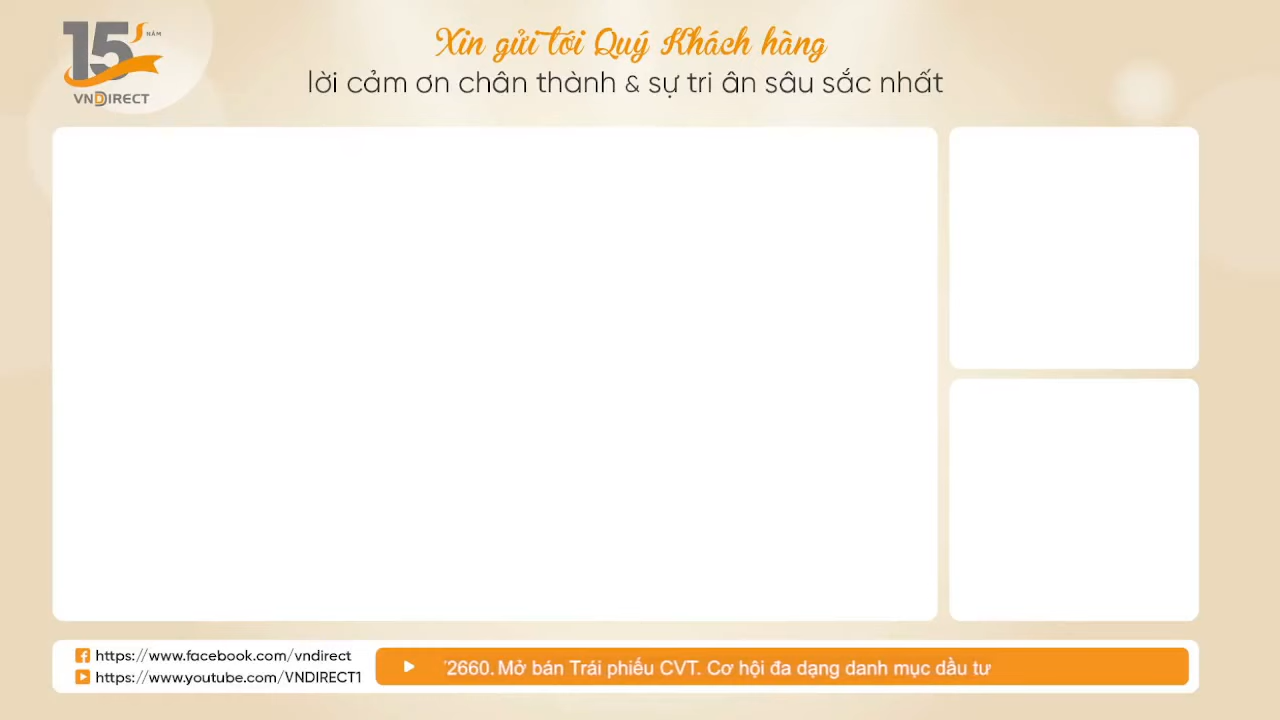 15 NĂM
VNDIRECT
Xin gửi tới Quý Khách hàng
lời cảm ơn chân thành & sự tri ân sâu sắc nhất
https://www.facebook.com/vndirect
https://www.youtube.com/VNDIRECT1
2660. Mở bán Trái phiếu CVT. Cơ hội đa dạng danh mục đầu tư